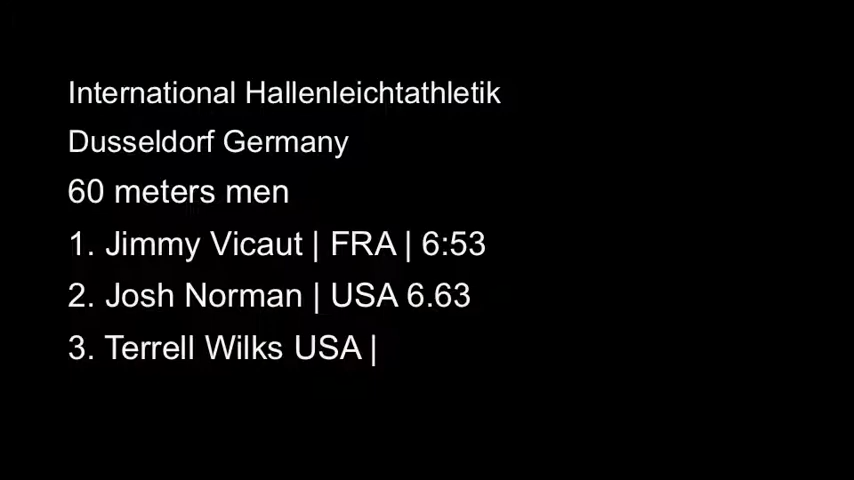 International Hallenleichtathletik
Dusseldorf Germany
60 meters men
1. Jimmy Vicaut | FRA | 6:53
2. Josh Norman | USA 6.63
3. Terrell Wilks USA |